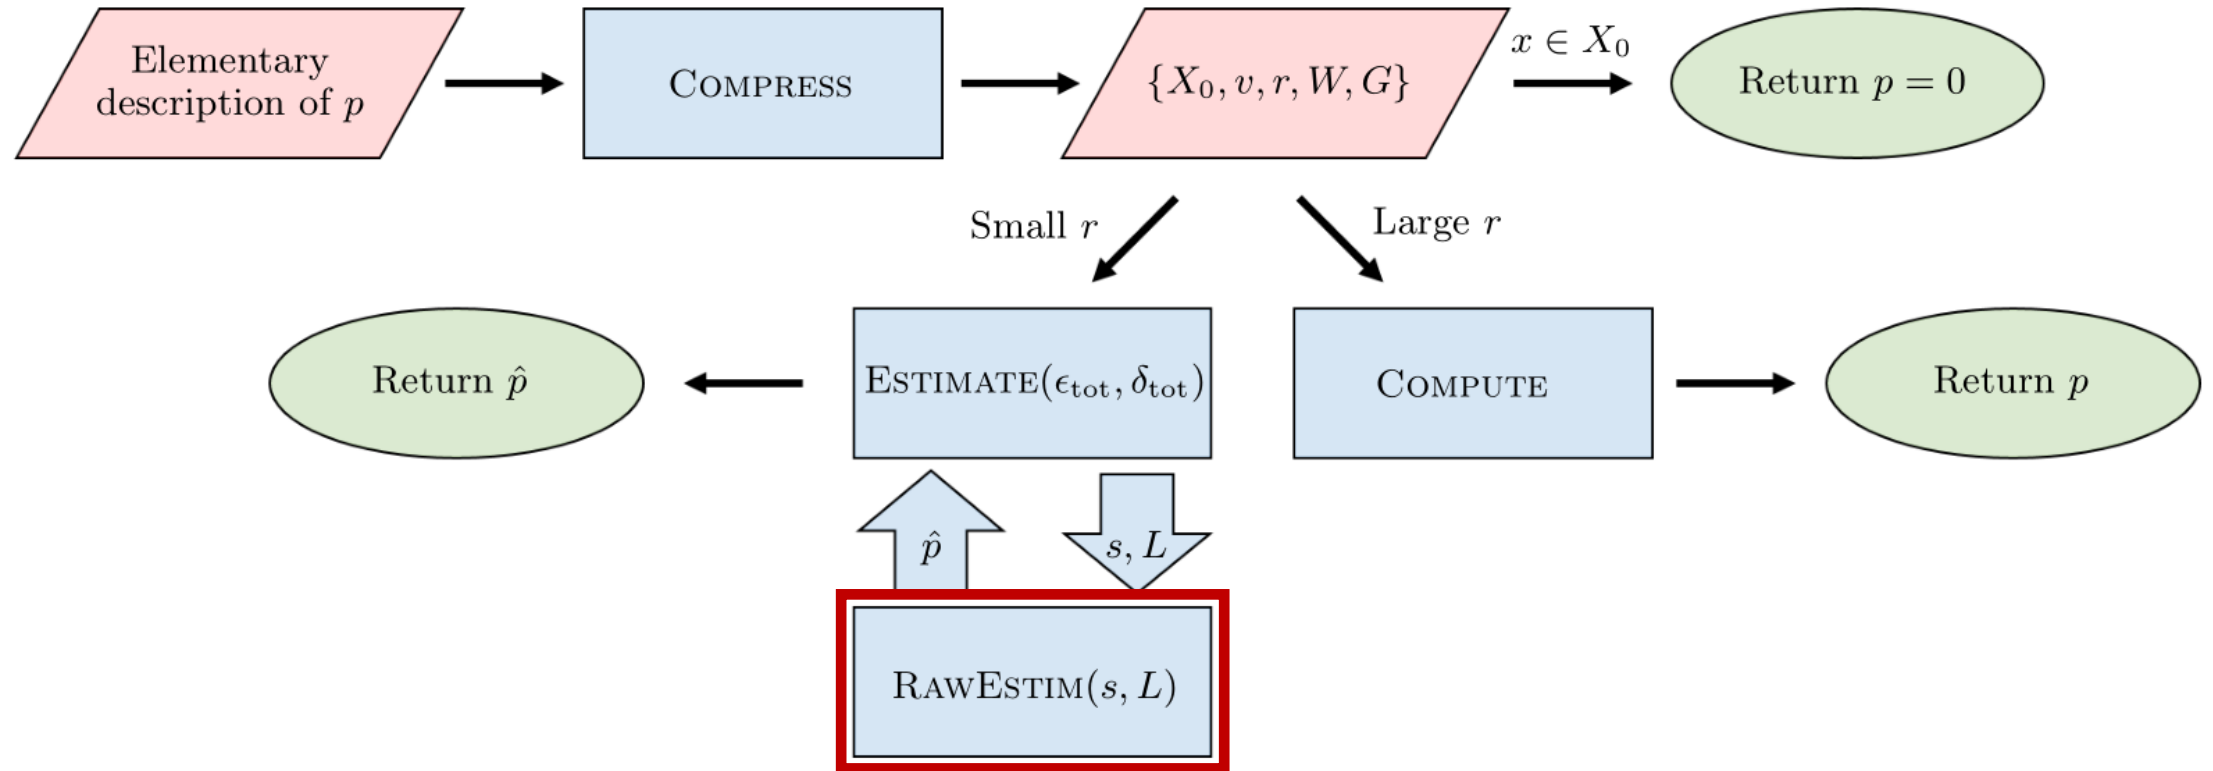 Elementary
description of p
COMPRESS
{X₀, v, r, W, G}
x ∈ X₀
Return p = 0
Small r
Large r
Return p̂
ESTIMATE(ϵₜₒₜ, δₜₒₜ)
COMPUTE
Return p
p̂
s, L
RAWESTIM(s, L)